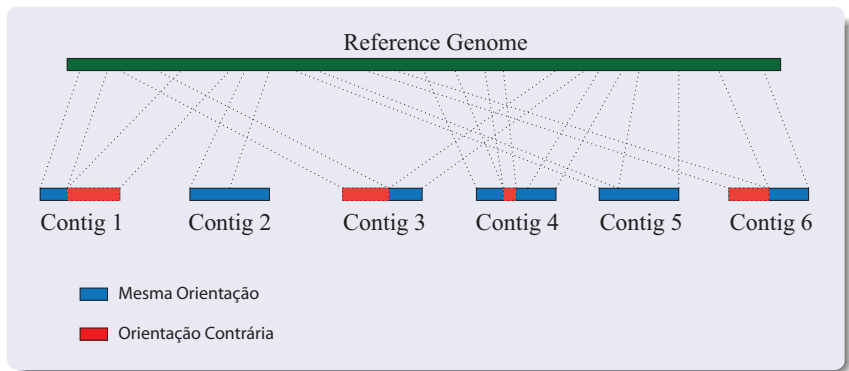 Reference Genome
Contig 1
Contig 2
Contig 3
Contig 4
Contig 5
Contig 6
Mesma Orientação
Orientação Contrária